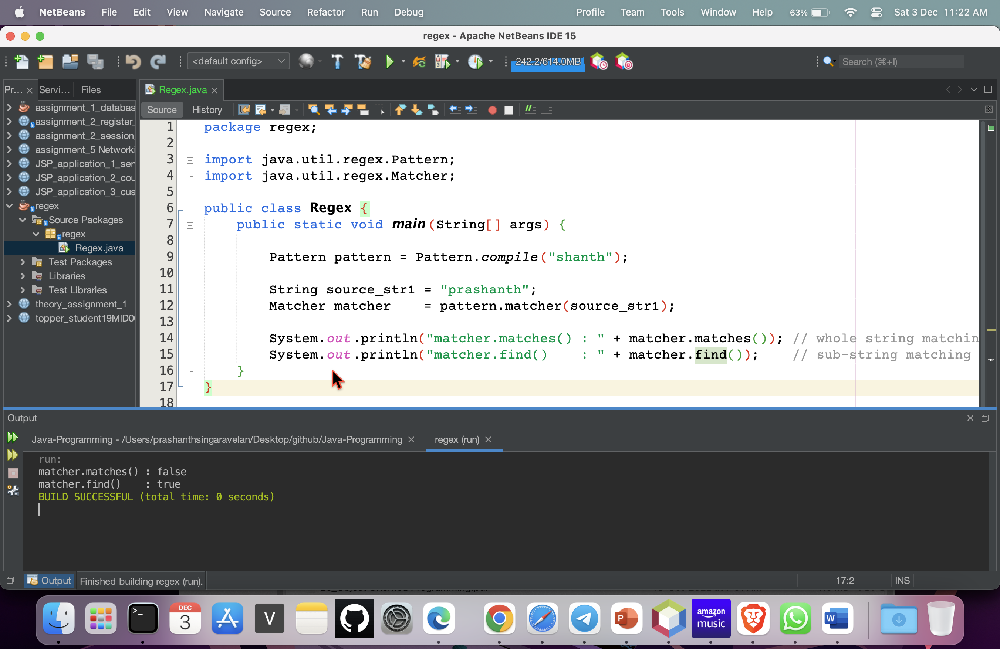 NetBeans File Edit View Navigate Source Refactor Run Debug Profile Team Tools Window Help 63% Sat 3 Dec 11:22 AM
regex - Apache NetBeans IDE 15
<default config> 242.2/614.0MB Search (⌘+I)
Pr... Servi... Files Regex.java
Source History
assignment_1_databas
assignment_2_register_
assignment_2_session_
assignment_5 Networki
JSP_application_1_serv
JSP_application_2_cou
JSP_application_3_cus
regex
Source Packages
regex
Regex.java
Test Packages
Libraries
Test Libraries
theory_assignment_1
topper_student19MID00
1 package regex;
2
3 import java.util.regex.Pattern;
4 import java.util.regex.Matcher;
5
6 public class Regex {
7 public static void main(String[] args) {
8
9 Pattern pattern = Pattern.compile("shanth");
10
11 String source_str1 = "prashanth";
12 Matcher matcher = pattern.matcher(source_str1);
13
14 System.out.println("matcher.matches() : " + matcher.matches()); // whole string matchin
15 System.out.println("matcher.find() : " + matcher.find()); // sub-string matching
16 }
17 }
18
Output
Java-Programming - /Users/prashanthsingaravelan/Desktop/github/Java-Programming regex (run)
run:
matcher.matches() : false
matcher.find() : true
BUILD SUCCESSFUL (total time: 0 seconds)
Output Finished building regex (run). 17:2 INS
DEC
3
V
P
amazon
music
W